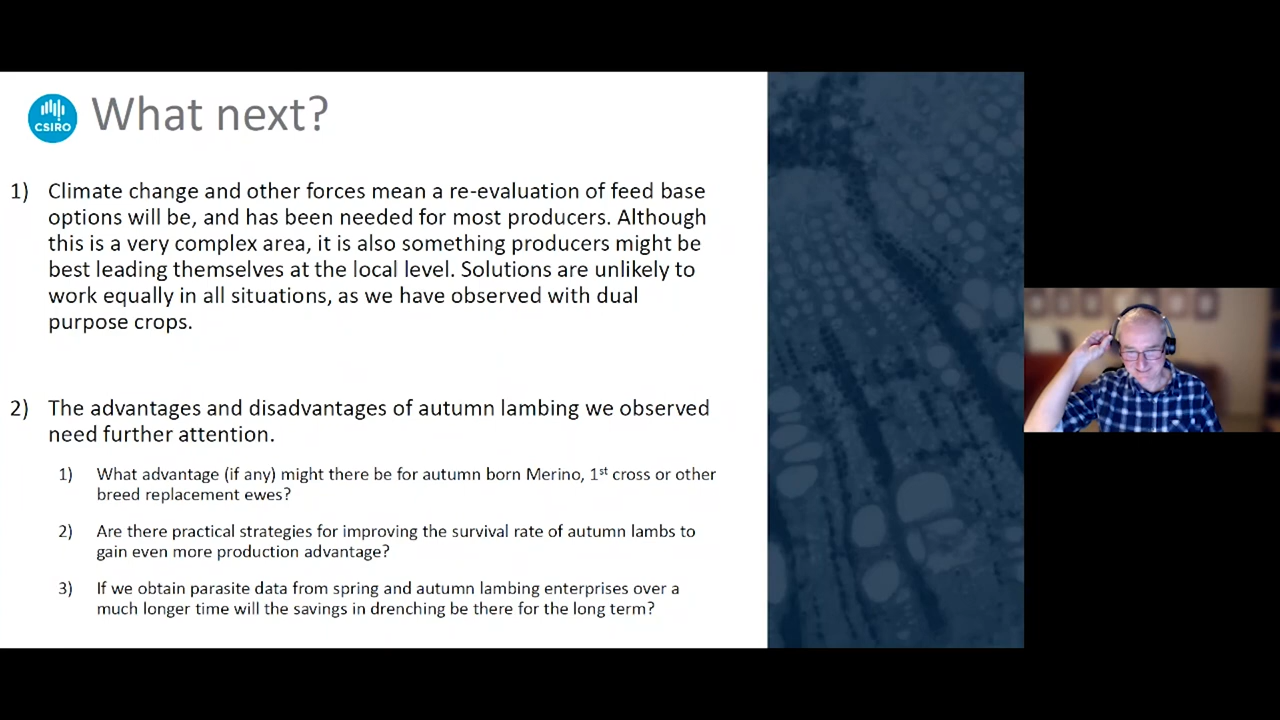 CSIRO
What next?
1) Climate change and other forces mean a re-evaluation of feed base
options will be, and has been needed for most producers. Although
this is a very complex area, it is also something producers might be
best leading themselves at the local level. Solutions are unlikely to
work equally in all situations, as we have observed with dual
purpose crops.
2) The advantages and disadvantages of autumn lambing we observed
need further attention.
1) What advantage (if any) might there be for autumn born Merino, 1st cross or other
breed replacement ewes?
2) Are there practical strategies for improving the survival rate of autumn lambs to
gain even more production advantage?
3) If we obtain parasite data from spring and autumn lambing enterprises over a
much longer time will the savings in drenching be there for the long term?